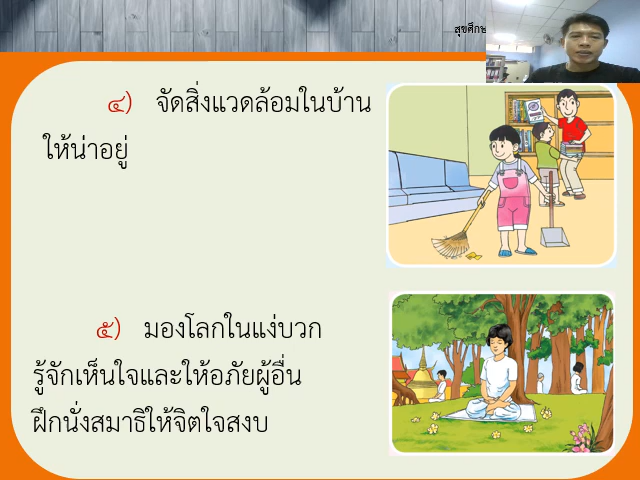 สุขศึกษ
๔) จัดสิ่งแวดล้อมในบ้าน
ให้น่าอยู่
๕) มองโลกในแง่บวก
รู้จักเห็นใจและให้อภัยผู้อื่น
ฝึกนั่งสมาธิให้จิตใจสงบ